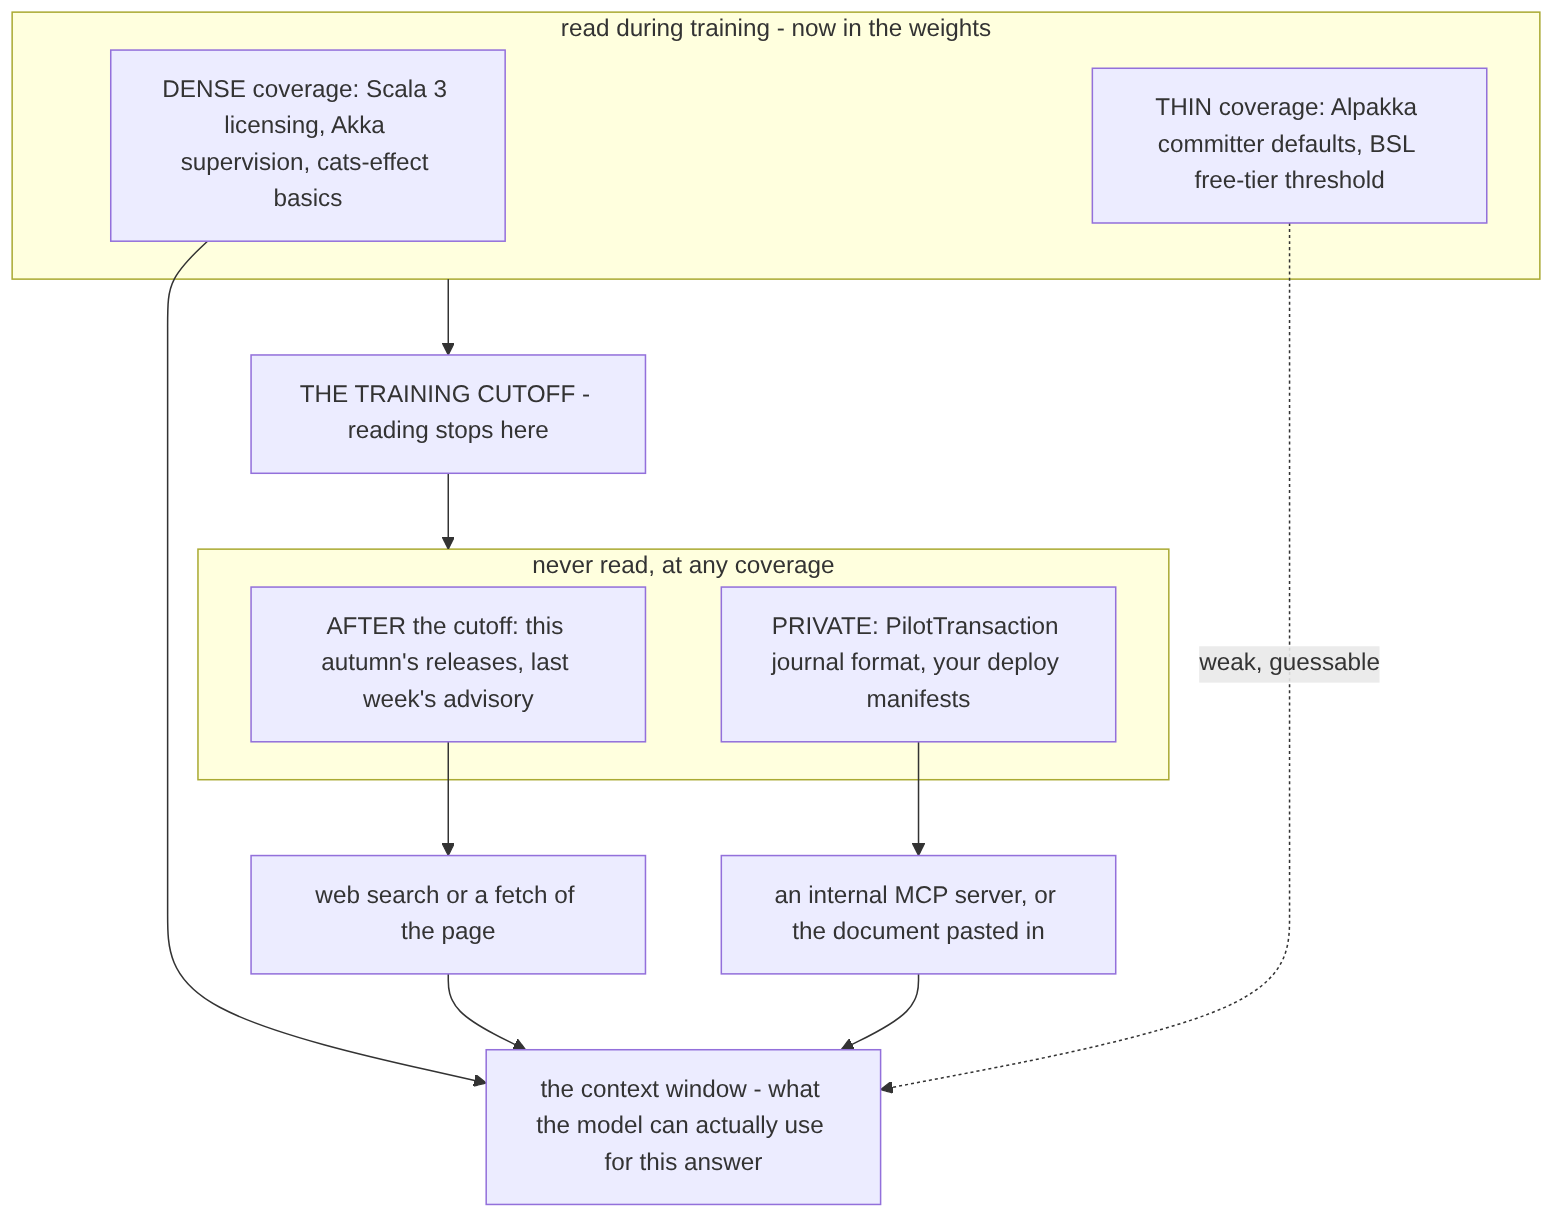 read during training - now in the weights
DENSE coverage: Scala 3
licensing, Akka
supervision, cats-effect
basics
THIN coverage: Alpakka
committer defaults, BSL
free-tier threshold
THE TRAINING CUTOFF -
reading stops here
never read, at any coverage
AFTER the cutoff: this
autumn's releases, last
week's advisory
PRIVATE: PilotTransaction
journal format, your deploy
manifests
weak, guessable
web search or a fetch of
the page
an internal MCP server, or
the document pasted in
the context window - what
the model can actually use
for this answer